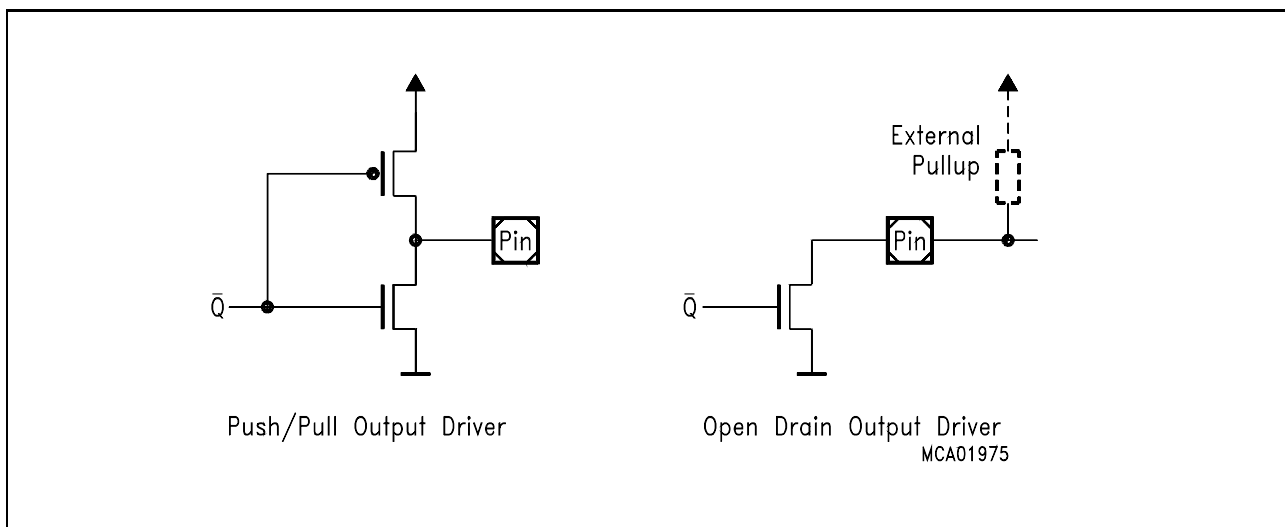 External
Pullup
Pin
Pin
Q̄
Q̄
Push/Pull Output Driver
Open Drain Output Driver
MCA01975